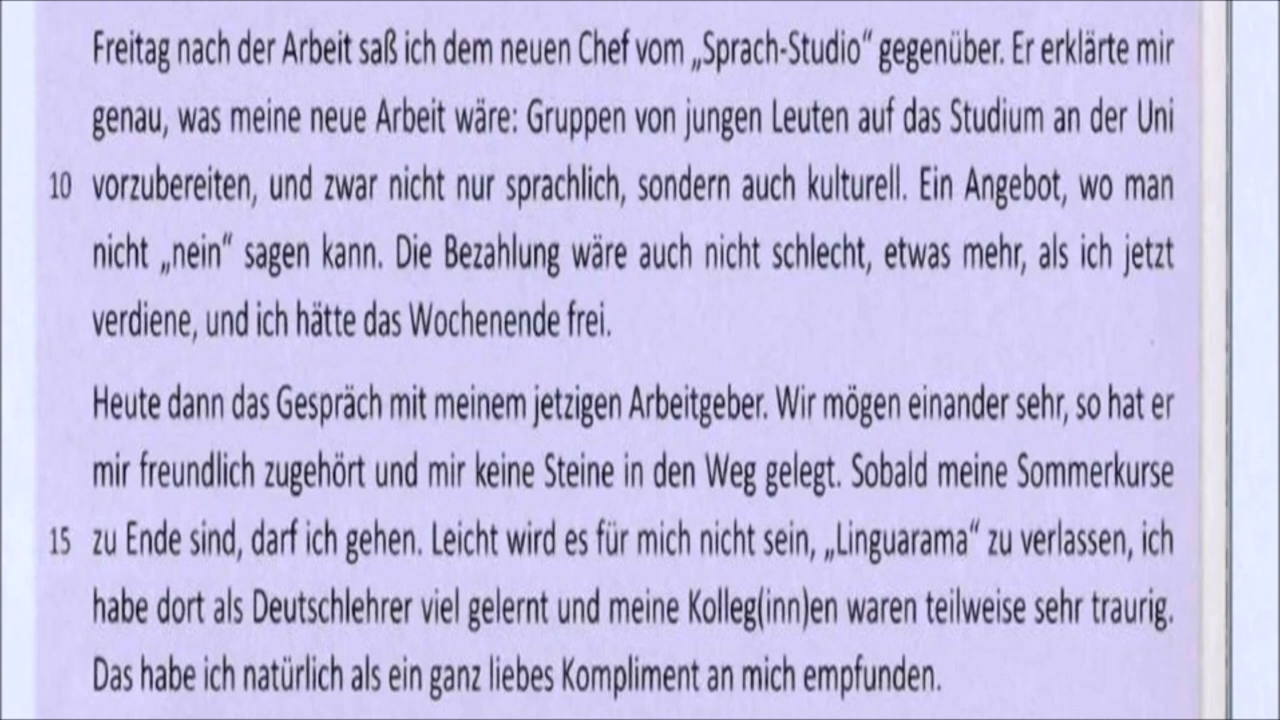 Freitag nach der Arbeit saß ich dem neuen Chef vom „Sprach-Studio“ gegenüber. Er erklärte mir
genau, was meine neue Arbeit wäre: Gruppen von jungen Leuten auf das Studium an der Uni
10 vorzubereiten, und zwar nicht nur sprachlich, sondern auch kulturell. Ein Angebot, wo man
nicht „nein“ sagen kann. Die Bezahlung wäre auch nicht schlecht, etwas mehr, als ich jetzt
verdiene, und ich hätte das Wochenende frei.
Heute dann das Gespräch mit meinem jetzigen Arbeitgeber. Wir mögen einander sehr, so hat er
mir freundlich zugehört und mir keine Steine in den Weg gelegt. Sobald meine Sommerkurse
15 zu Ende sind, darf ich gehen. Leicht wird es für mich nicht sein, „Linguarama“ zu verlassen, ich
habe dort als Deutschlehrer viel gelernt und meine Kolleg(inn)en waren teilweise sehr traurig.
Das habe ich natürlich als ein ganz liebes Kompliment an mich empfunden.